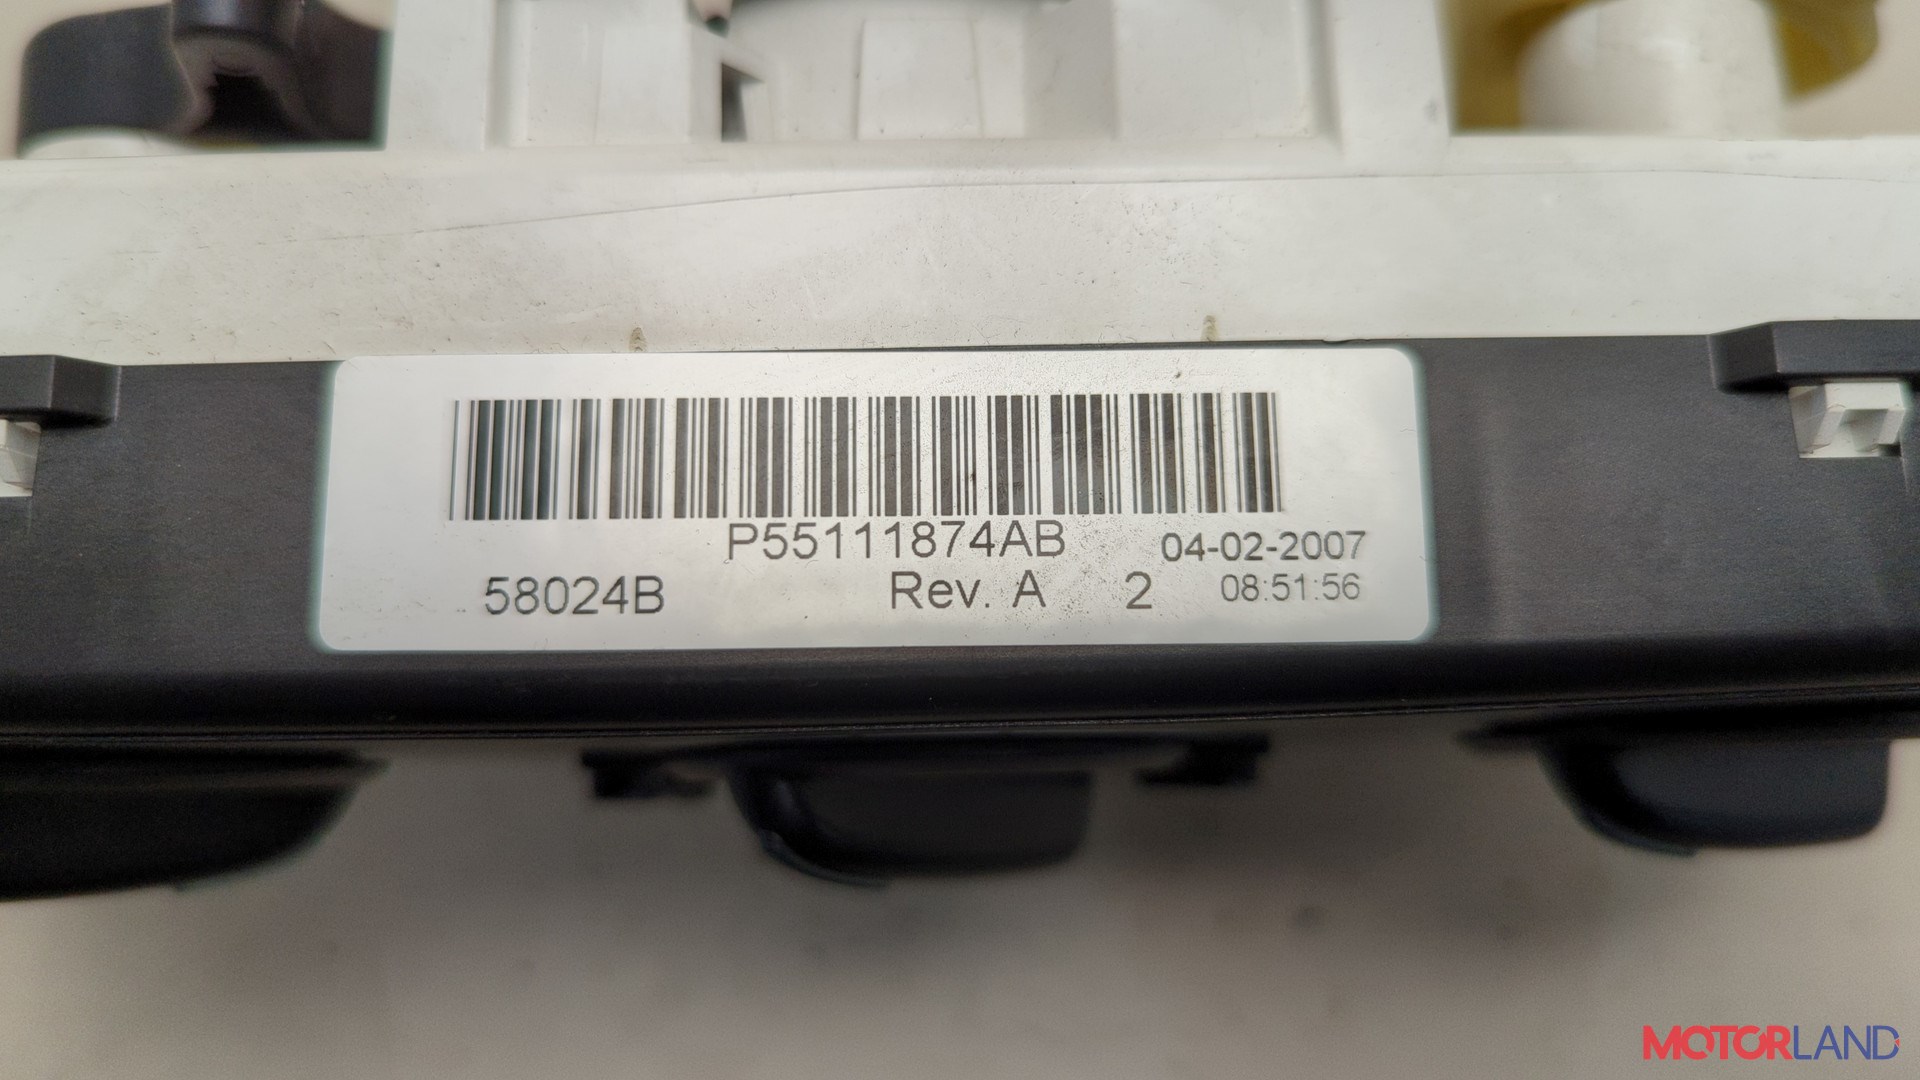 P55111874AB 04-02-2007
58024B Rev. A 2 08:51:56
MOTORLAND